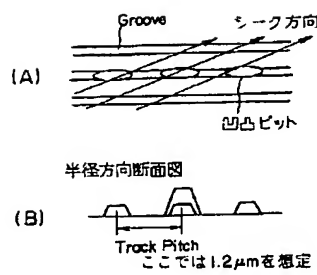 Groove
シーク方向
(A)
凹凸ピット
半径方向断面図
(B)
Track Pitch
ここでは1.2μmを想定